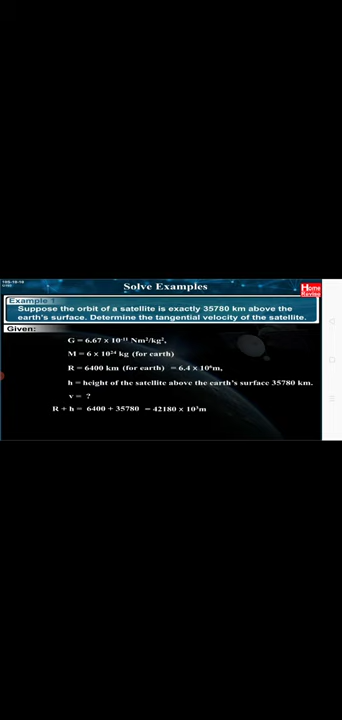 Solve Examples
Home
Revise
Example 1
Suppose the orbit of a satellite is exactly 35780 km above the
earth's surface. Determine the tangential velocity of the satellite.
Given:
G = 6.67 × 10⁻¹¹ Nm²/kg²,
M = 6 × 10²⁴ kg (for earth)
R = 6400 km (for earth) = 6.4 × 10⁶m,
h = height of the satellite above the earth's surface 35780 km.
v = ?
R + h = 6400 + 35780 = 42180 × 10³m